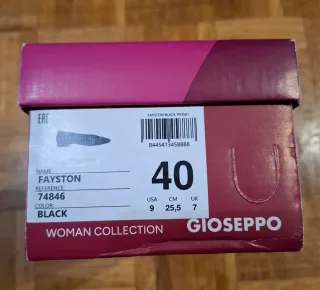 FAYSTON BLACK
EAC
8445413458888
NAME:
FAYSTON
REFERENCE:
74846
COLOR:
BLACK
40
USA CM UK
9 25,5 7
WOMAN COLLECTION
GIOSEPPO